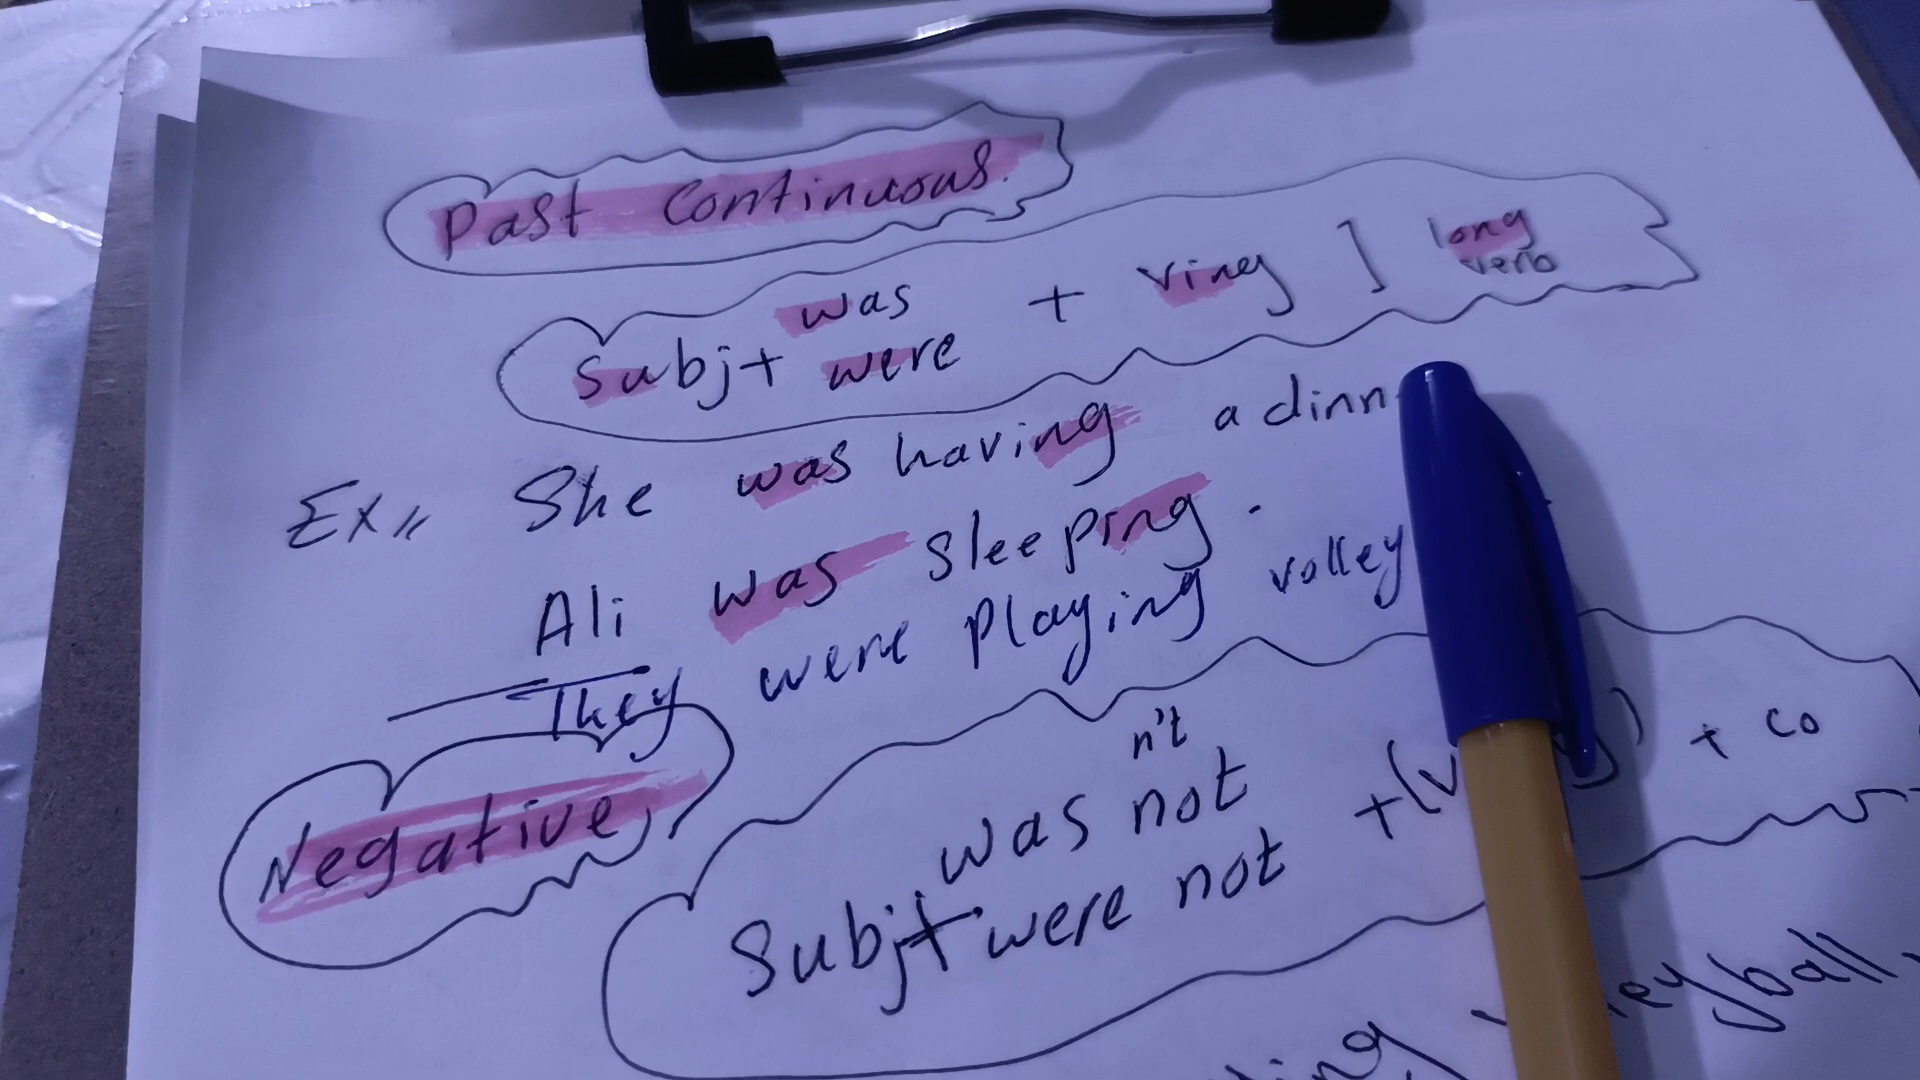 Past Continuous.
Subj+ was were + Ving ] long verb
Ex,, She was having a dinn
Ali was sleeping.
They were playing volley
Negative,
n't
was not
Subj+ were not + (V g) + co
ing eyball,